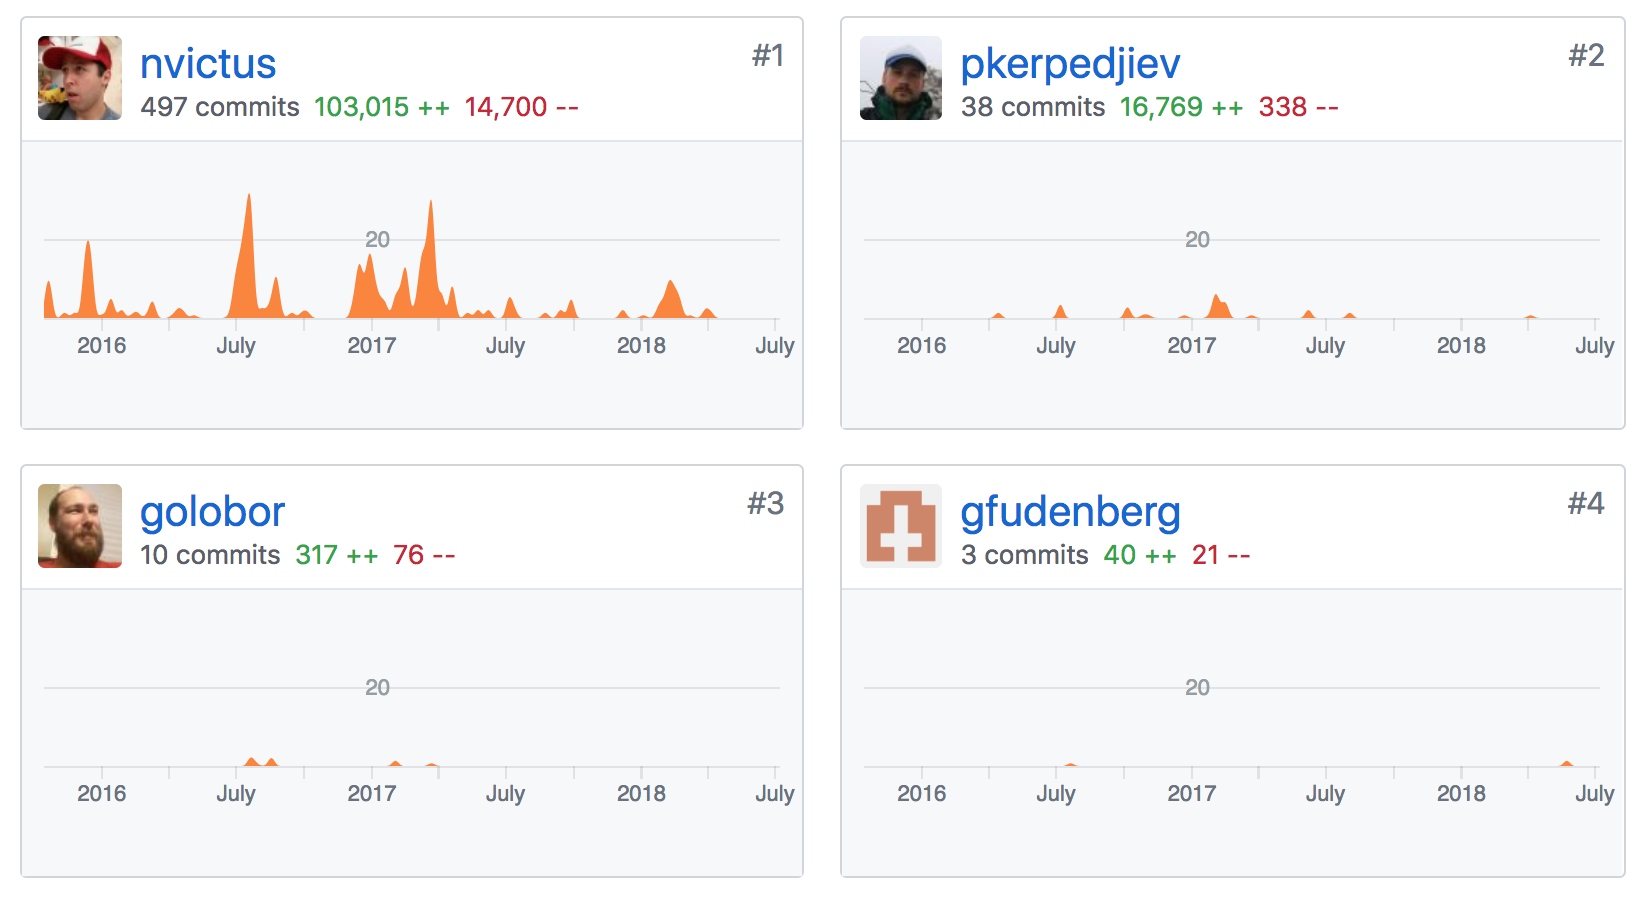 nvictus #1
497 commits 103,015 ++ 14,700 --
20
2016 July 2017 July 2018 July
pkerpedjiev #2
38 commits 16,769 ++ 338 --
20
2016 July 2017 July 2018 July
golobor #3
10 commits 317 ++ 76 --
20
2016 July 2017 July 2018 July
gfudenberg #4
3 commits 40 ++ 21 --
20
2016 July 2017 July 2018 July